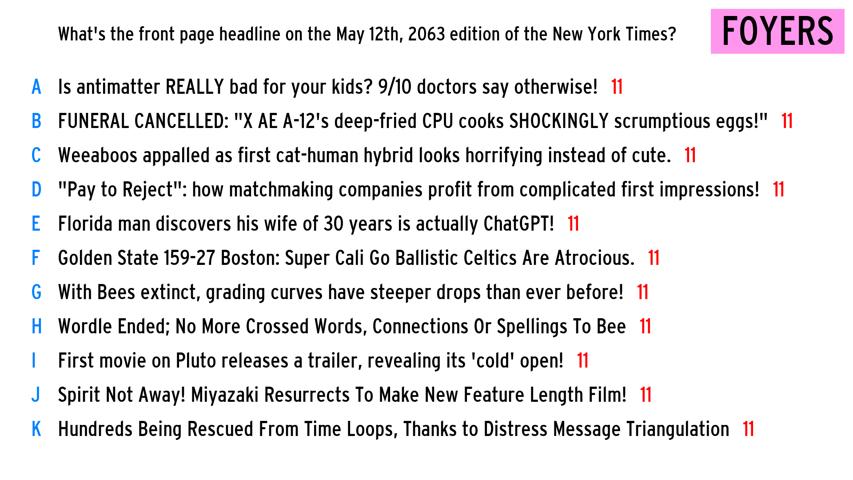 What's the front page headline on the May 12th, 2063 edition of the New York Times?
FOYERS
A Is antimatter REALLY bad for your kids? 9/10 doctors say otherwise! 11
B FUNERAL CANCELLED: "X AE A-12's deep-fried CPU cooks SHOCKINGLY scrumptious eggs!" 11
C Weeaboos appalled as first cat-human hybrid looks horrifying instead of cute. 11
D "Pay to Reject": how matchmaking companies profit from complicated first impressions! 11
E Florida man discovers his wife of 30 years is actually ChatGPT! 11
F Golden State 159-27 Boston: Super Cali Go Ballistic Celtics Are Atrocious. 11
G With Bees extinct, grading curves have steeper drops than ever before! 11
H Wordle Ended; No More Crossed Words, Connections Or Spellings To Bee 11
I First movie on Pluto releases a trailer, revealing its 'cold' open! 11
J Spirit Not Away! Miyazaki Resurrects To Make New Feature Length Film! 11
K Hundreds Being Rescued From Time Loops, Thanks to Distress Message Triangulation 11